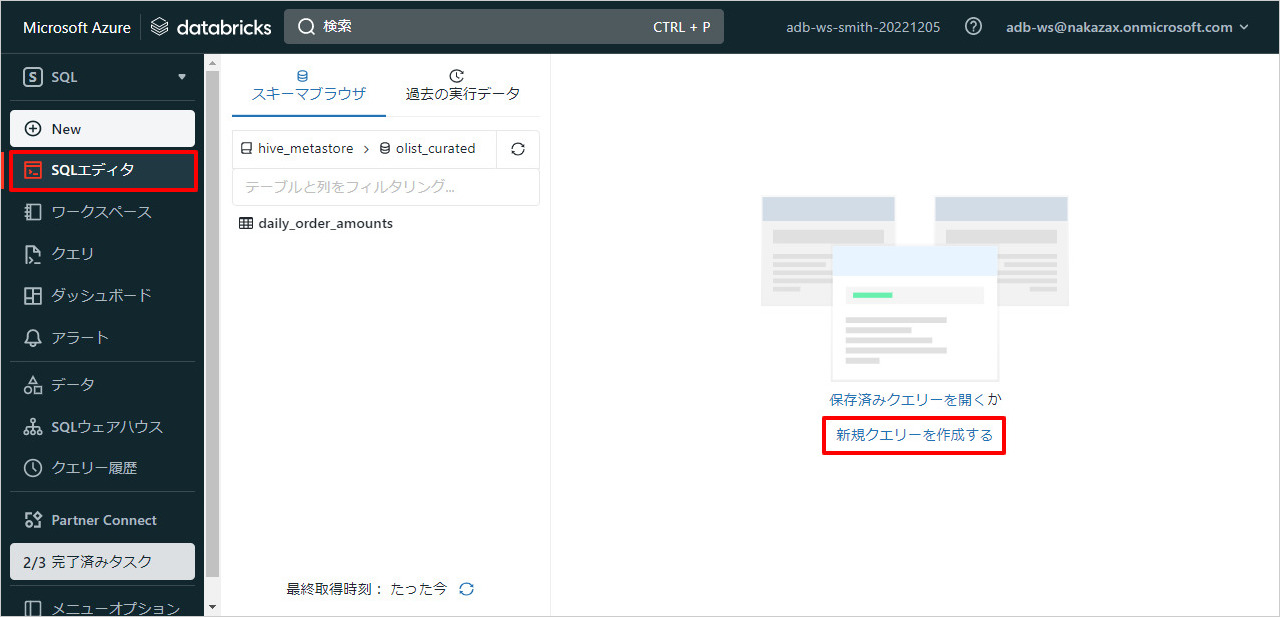 Microsoft Azure databricks 検索 CTRL + P adb-ws-smith-20221205 adb-ws@nakazax.onmicrosoft.com
S SQL
New
SQLエディタ
ワークスペース
クエリ
ダッシュボード
アラート
データ
SQLウェアハウス
クエリー履歴
Partner Connect
2/3 完了済みタスク
メニューオプション
スキーマブラウザ 過去の実行データ
hive_metastore > olist_curated
テーブルと列をフィルタリング...
daily_order_amounts
最終取得時刻： たった今
保存済みクエリーを開くか
新規クエリーを作成する